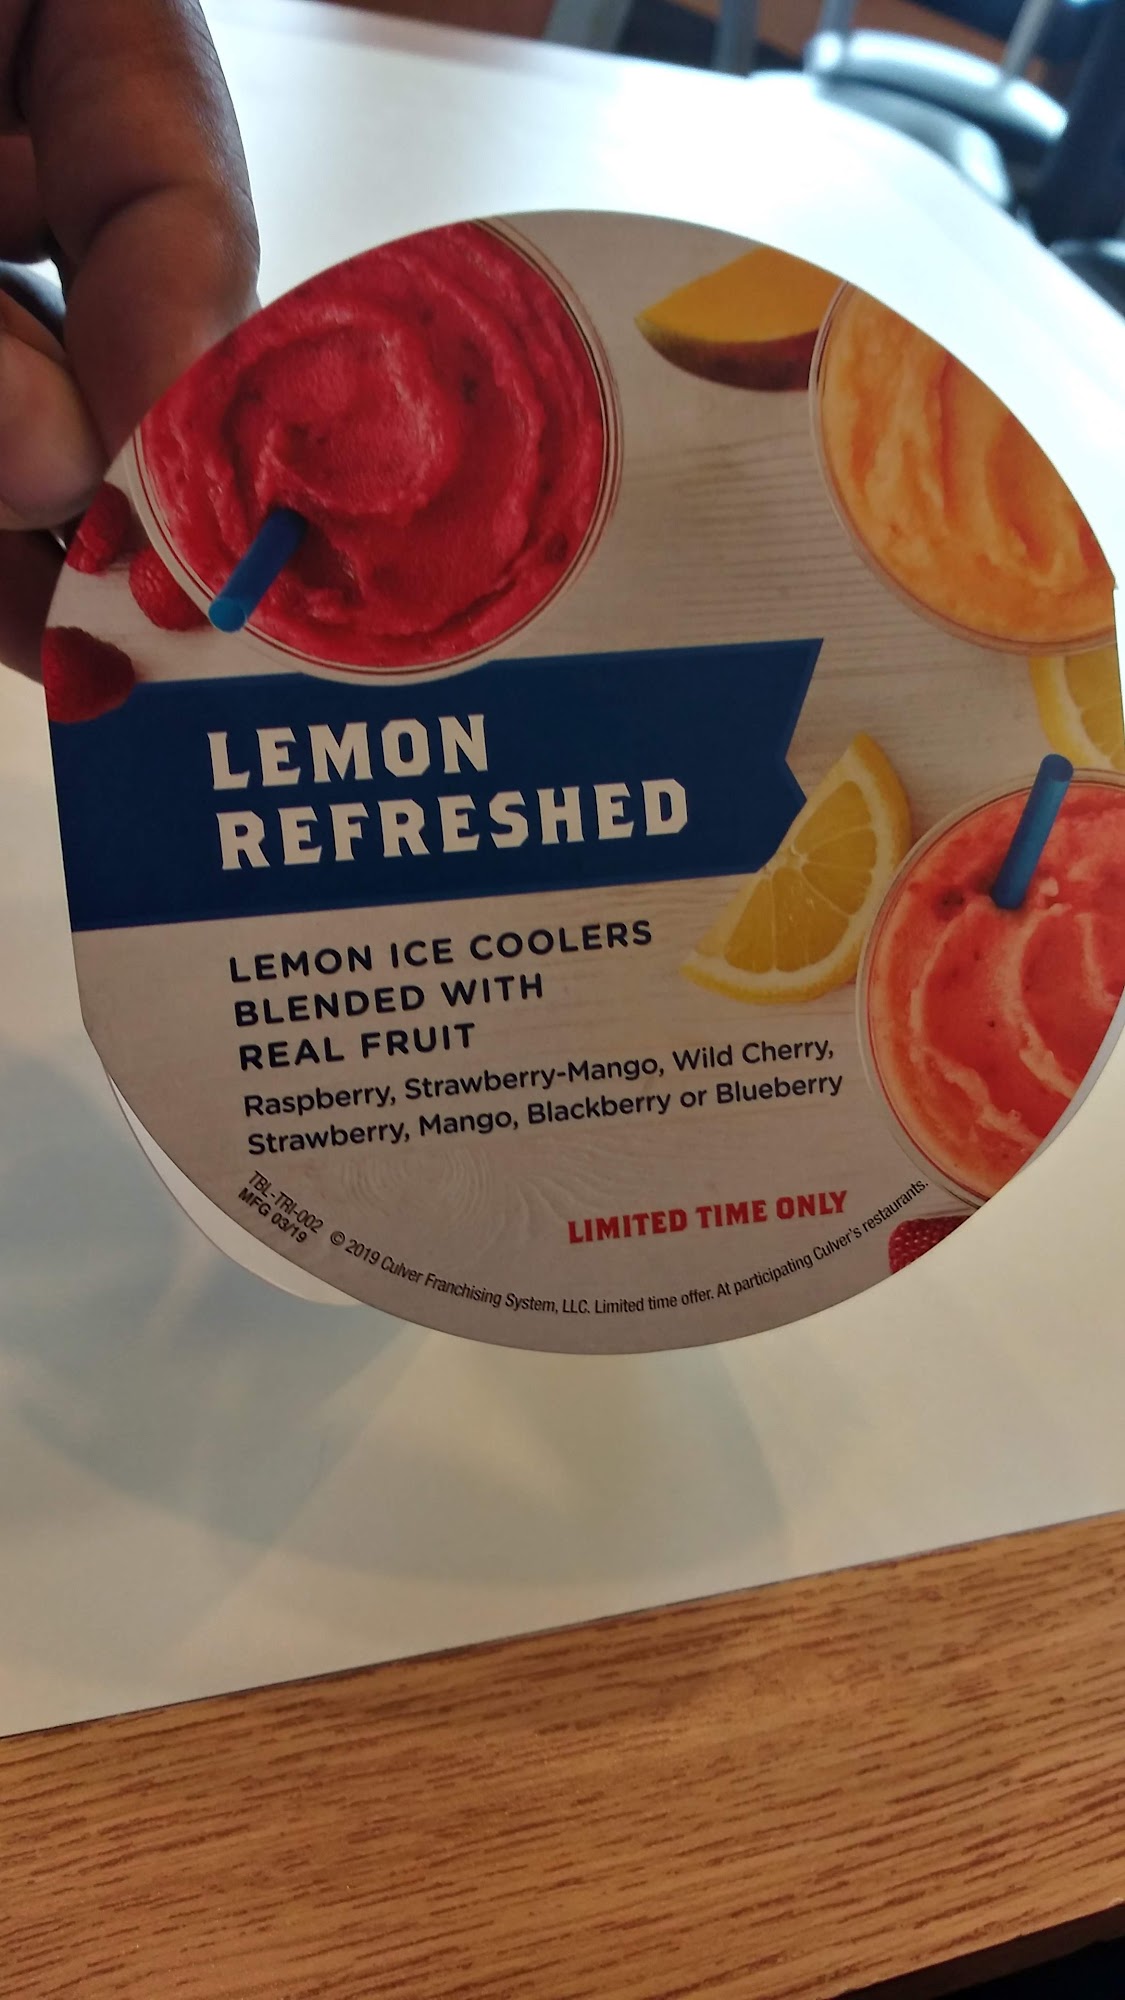 LEMON
REFRESHED
LEMON ICE COOLERS
BLENDED WITH
REAL FRUIT
Raspberry, Strawberry-Mango, Wild Cherry,
Strawberry, Mango, Blackberry or Blueberry
LIMITED TIME ONLY
TBL-TRI-002
MFG 03/19
© 2019 Culver Franchising System, LLC. Limited time offer. At participating Culver's restaurants.